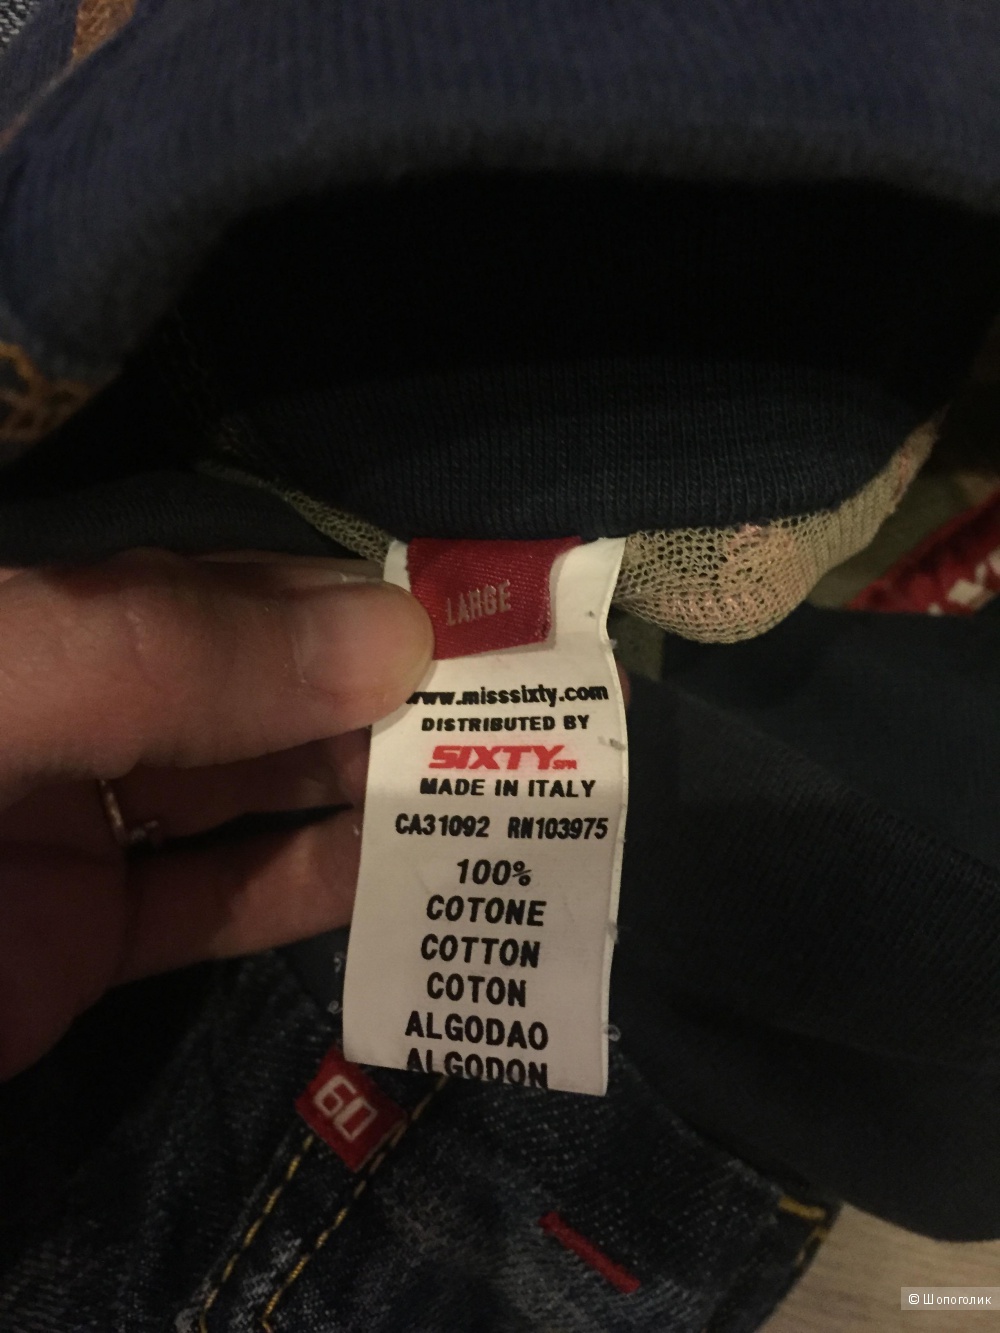 LARGE
www.misssixty.com
DISTRIBUTED BY
SIXTY SPA
MADE IN ITALY
CA31092 RN103975
100%
COTONE
COTTON
COTON
ALGODAO
ALGODON
60
© Шопоголик